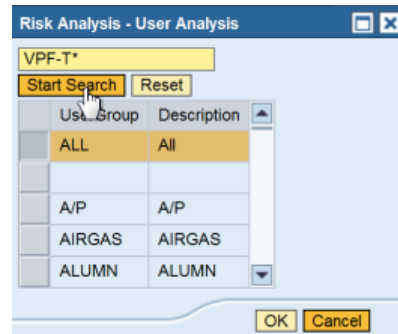 Risk Analysis - User Analysis
VPF-T*
Start Search Reset
User Group Description
ALL All
A/P A/P
AIRGAS AIRGAS
ALUMN ALUMN
OK Cancel